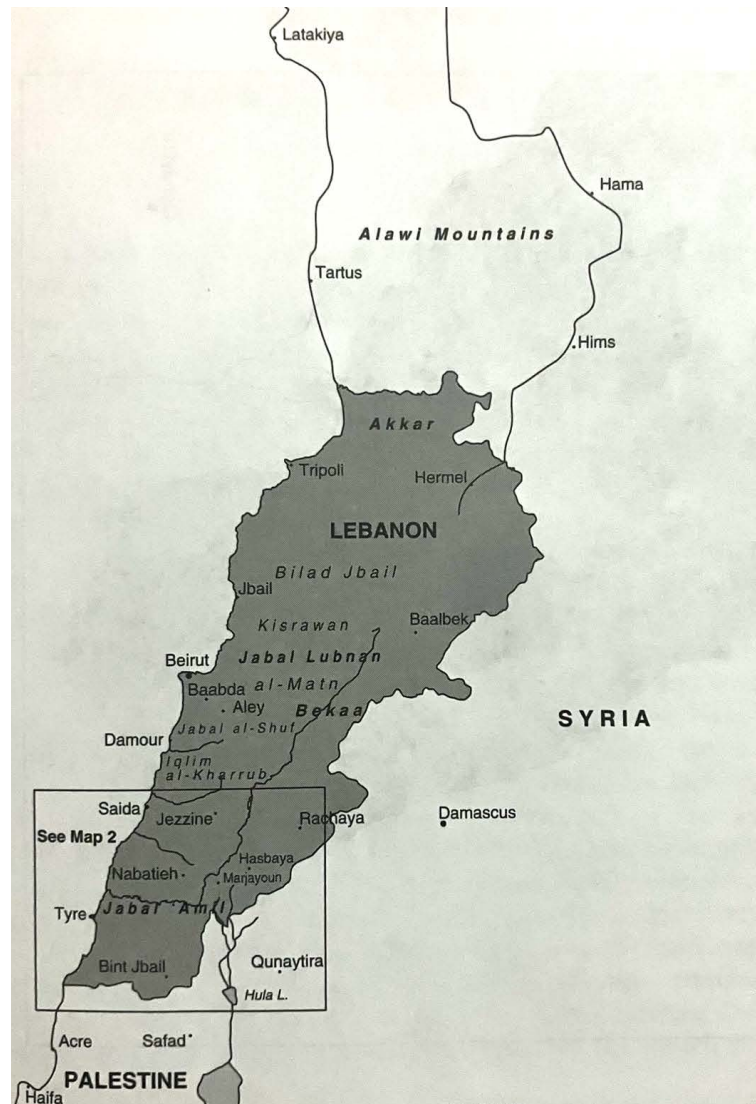 Latakiya
Hama
Alawi Mountains
Tartus
Hims
Akkar
Tripoli
Hermel
LEBANON
Bilad Jbail
Jbail
Baalbek
Kisrawan
Jabal Lubnan
Beirut
al-Matn
Baabda
Aley
Bekaa
SYRIA
Jabal al-Shuf
Damour
Iqlim
al-Kharrub
Saida
Jezzine
Rachaya
Damascus
See Map 2
Hasbaya
Nabatieh
Marjayoun
Tyre
Jabal 'Amil
Bint Jbail
Qunaytira
Hula L.
Acre
Safad
PALESTINE
Haifa